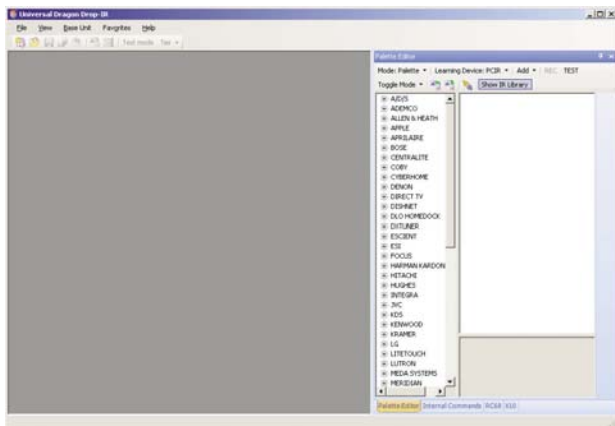 Universal Dragon Drop-IR
File View Base Unit Favorites Help
Test mode
Palette Editor
Mode: Palette Learning Device: PCIR Add REC TEST
Toggle Mode Show IR Library
A/D/S
ADEMCO
ALLEN & HEATH
APPLE
APRILAIRE
BOSE
CENTRALITE
COBY
CYBERHOME
DENON
DIRECT TV
DISHNET
DLO HOMEDOCK
DXTUNER
ESCIENT
ESI
FOCUS
HARMAN KARDON
HITACHI
HUGHES
INTEGRA
JVC
KDS
KENWOOD
KRAMER
LG
LITETOUCH
LUTRON
MEDA SYSTEMS
MERIDIAN
Palette Editor Internal Commands RC68 X10